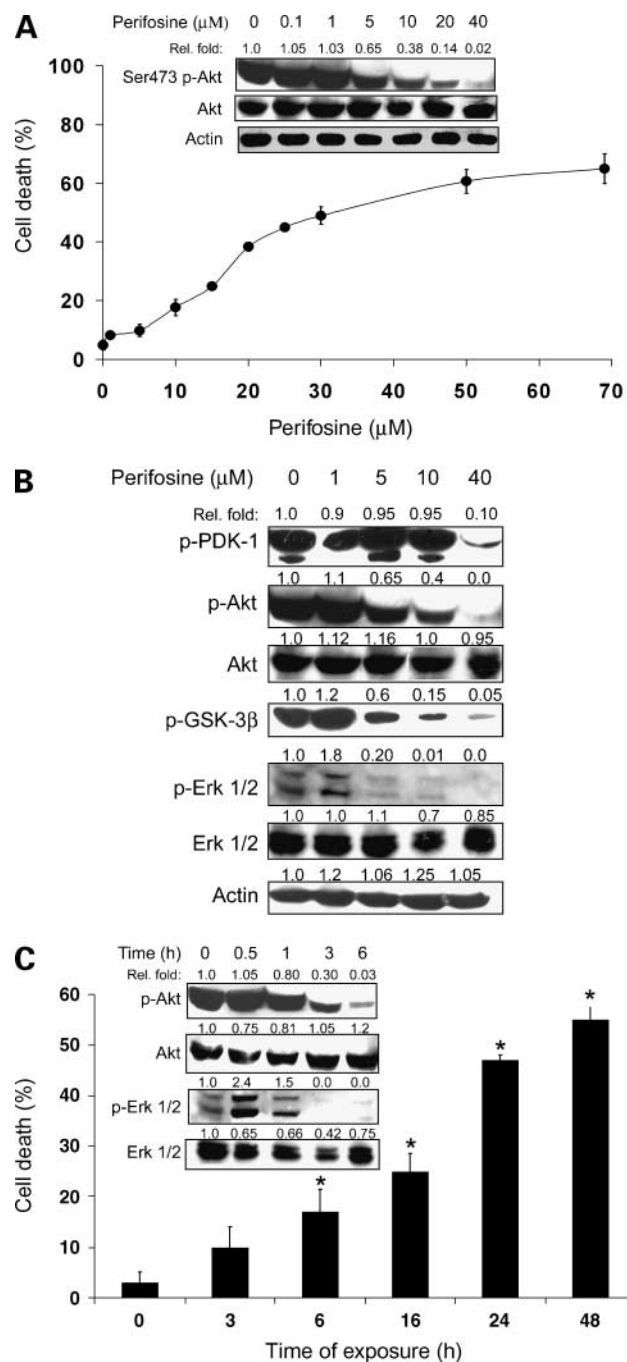 A
Perifosine (μM) 0 0.1 1 5 10 20 40
Rel. fold: 1.0 1.05 1.03 0.65 0.38 0.14 0.02
Ser473 p-Akt
Akt
Actin
100
80
60
40
20
0
Cell death (%)
0 10 20 30 40 50 60 70
Perifosine (μM)
B
Perifosine (μM) 0 1 5 10 40
Rel. fold: 1.0 0.9 0.95 0.95 0.10
p-PDK-1
1.0 1.1 0.65 0.4 0.0
p-Akt
1.0 1.12 1.16 1.0 0.95
Akt
1.0 1.2 0.6 0.15 0.05
p-GSK-3β
1.0 1.8 0.20 0.01 0.0
p-Erk 1/2
1.0 1.0 1.1 0.7 0.85
Erk 1/2
1.0 1.2 1.06 1.25 1.05
Actin
C
Time (h) 0 0.5 1 3 6
Rel. fold: 1.0 1.05 0.80 0.30 0.03
p-Akt
1.0 0.75 0.81 1.05 1.2
Akt
1.0 2.4 1.5 0.0 0.0
p-Erk 1/2
1.0 0.65 0.66 0.42 0.75
Erk 1/2
60
50
40
30
20
10
0
Cell death (%)
* * * *
0 3 6 16 24 48
Time of exposure (h)